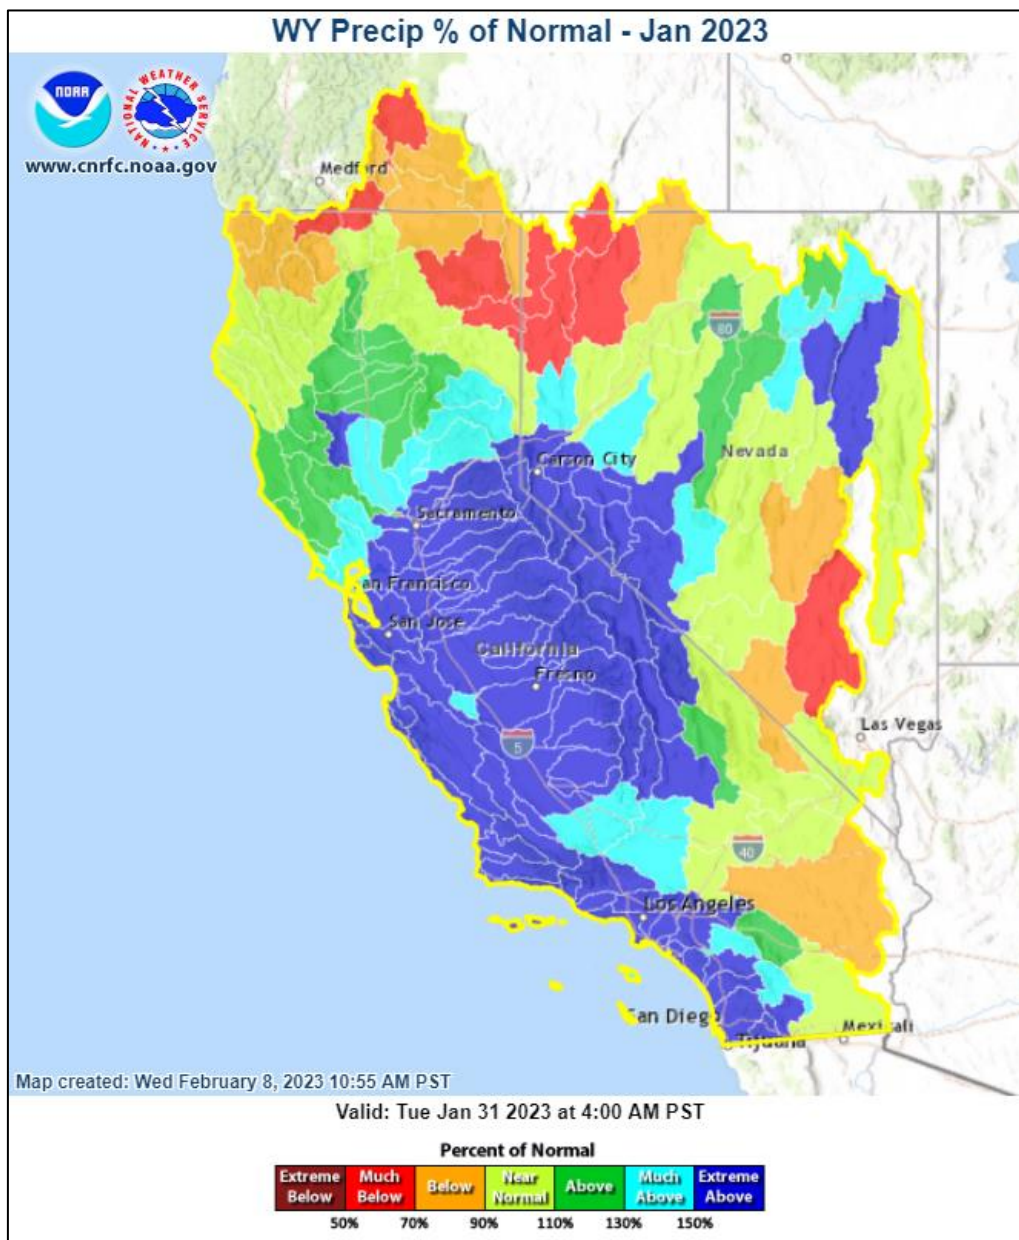 WY Precip % of Normal - Jan 2023
NOAA
NATIONAL WEATHER SERVICE
www.cnrfc.noaa.gov
Medford
80
Nevada
Carson City
Sacramento
an Francisco
San Jose
California
Fresno
Las Vegas
5
40
Los Angeles
San Diego
Mexicali
Tijuana
Map created: Wed February 8, 2023 10:55 AM PST
Valid: Tue Jan 31 2023 at 4:00 AM PST
Percent of Normal
Extreme Below
Much Below
Below
Near Normal
Above
Much Above
Extreme Above
50% 70% 90% 110% 130% 150%